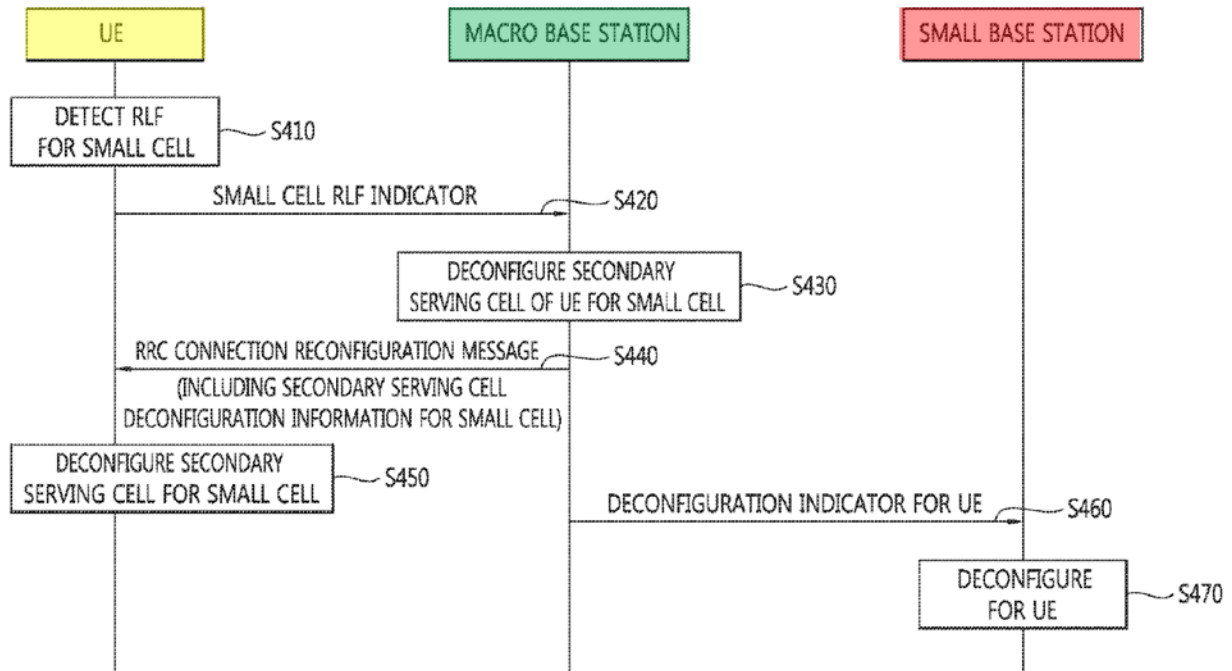 UE
MACRO BASE STATION
SMALL BASE STATION
DETECT RLF
FOR SMALL CELL
S410
SMALL CELL RLF INDICATOR
S420
DECONFIGURE SECONDARY
SERVING CELL OF UE FOR SMALL CELL
S430
RRC CONNECTION RECONFIGURATION MESSAGE
S440
(INCLUDING SECONDARY SERVING CELL
DECONFIGURATION INFORMATION FOR SMALL CELL)
DECONFIGURE SECONDARY
SERVING CELL FOR SMALL CELL
S450
DECONFIGURATION INDICATOR FOR UE
S460
DECONFIGURE
FOR UE
S470